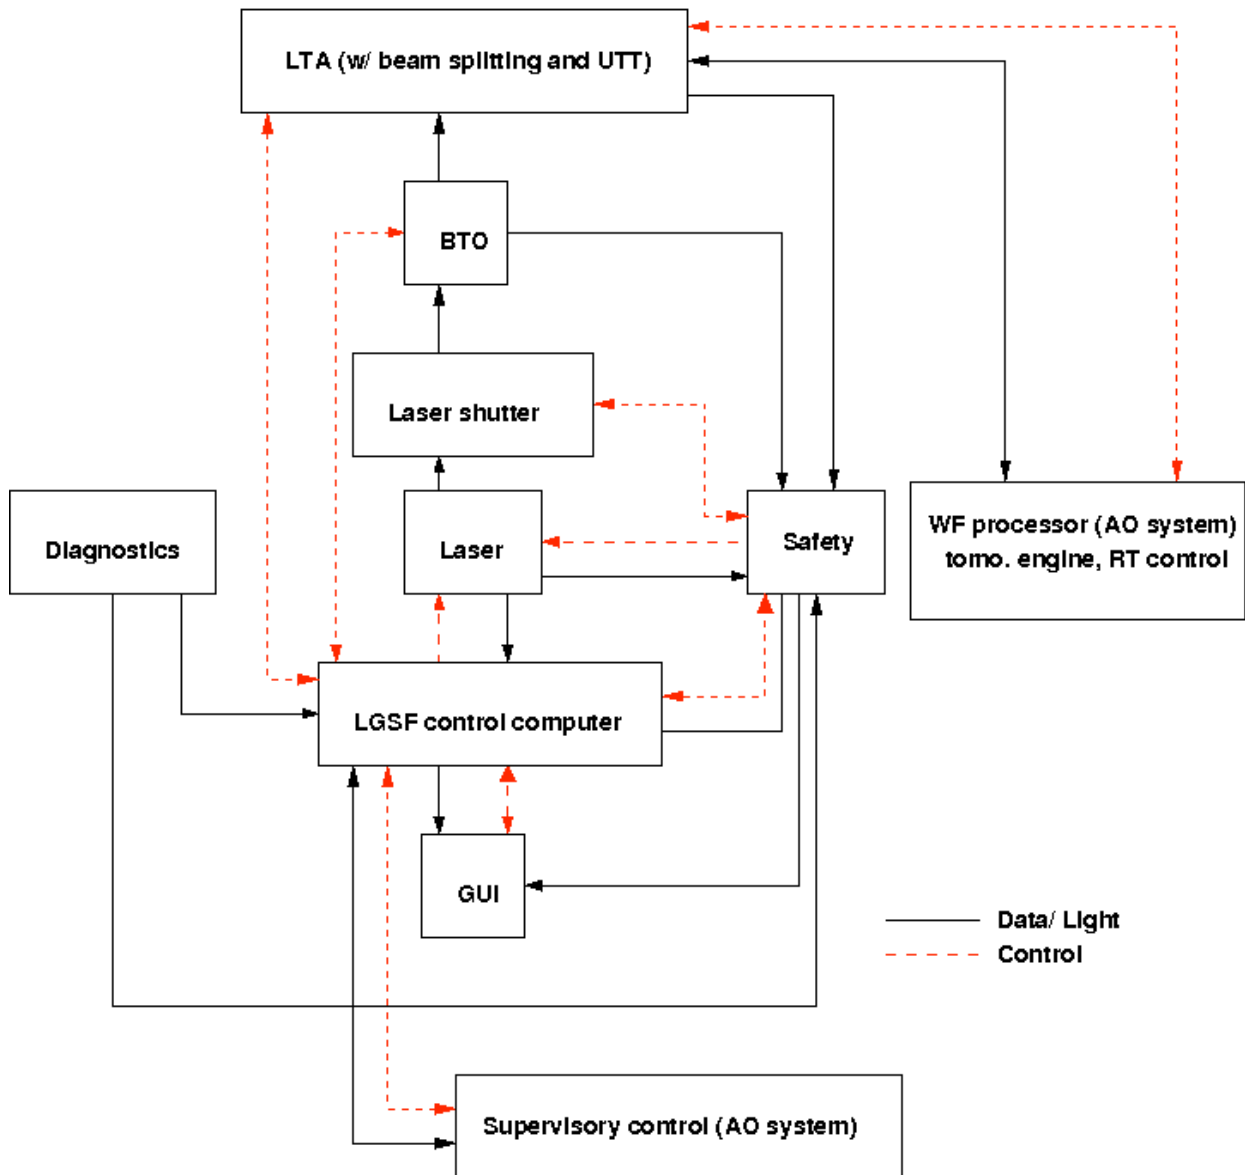 LTA (w/ beam splitting and UTT)
BTO
Laser shutter
Diagnostics
Laser
Safety
WF processor (AO system)
tomo. engine, RT control
LGSF control computer
GUI
Data/ Light
Control
Supervisory control (AO system)